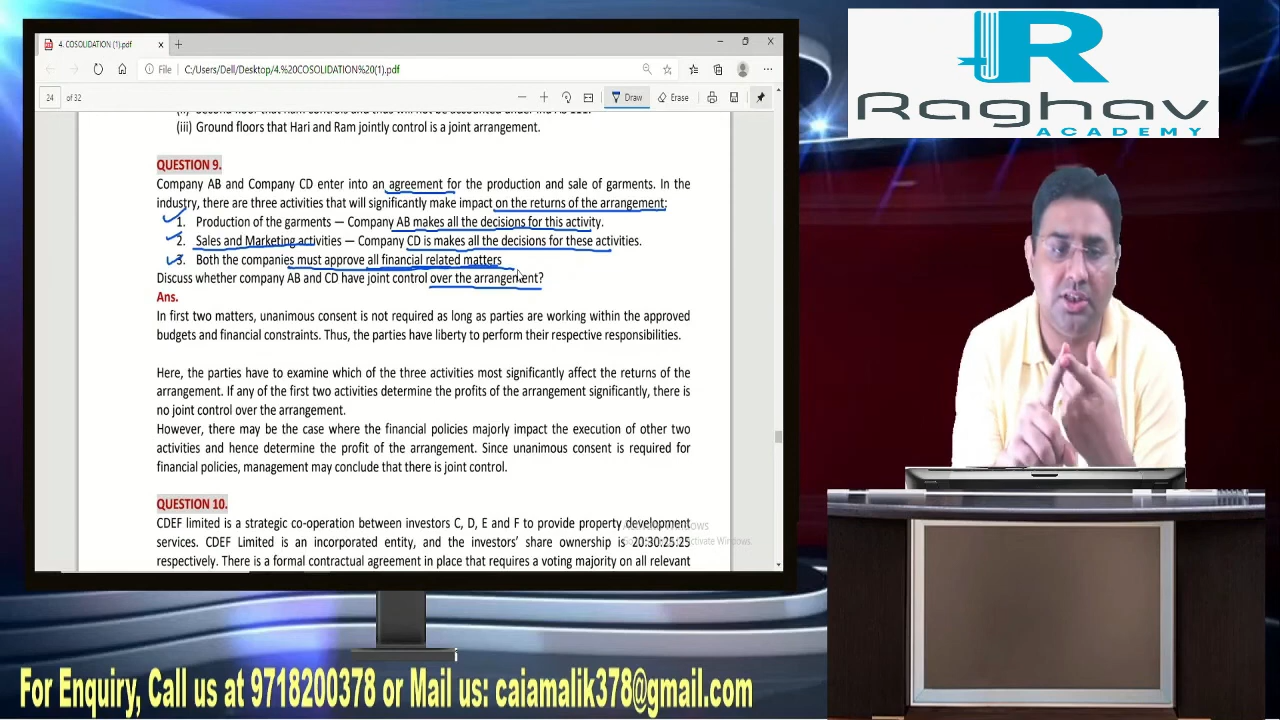 4. COSOLIDATION (1).pdf
File
C:/Users/Dell/Desktop/4.%20COSOLIDATION%20(1).pdf
24 of 32
Draw
Erase
(iii) Ground floors that Hari and Ram jointly control is a joint arrangement.
QUESTION 9.
Company AB and Company CD enter into an agreement for the production and sale of garments. In the
industry, there are three activities that will significantly make impact on the returns of the arrangement:
1. Production of the garments — Company AB makes all the decisions for this activity.
2. Sales and Marketing activities — Company CD is makes all the decisions for these activities.
3. Both the companies must approve all financial related matters
Discuss whether company AB and CD have joint control over the arrangement?
Ans.
In first two matters, unanimous consent is not required as long as parties are working within the approved
budgets and financial constraints. Thus, the parties have liberty to perform their respective responsibilities.
Here, the parties have to examine which of the three activities most significantly affect the returns of the
arrangement. If any of the first two activities determine the profits of the arrangement significantly, there is
no joint control over the arrangement.
However, there may be the case where the financial policies majorly impact the execution of other two
activities and hence determine the profit of the arrangement. Since unanimous consent is required for
financial policies, management may conclude that there is joint control.
QUESTION 10.
CDEF limited is a strategic co-operation between investors C, D, E and F to provide property development
services. CDEF Limited is an incorporated entity, and the investors' share ownership is 20:30:25:25
respectively. There is a formal contractual agreement in place that requires a voting majority on all relevant
R
Raghav
ACADEMY
For Enquiry, Call us at 9718200378 or Mail us: caiamalik378@gmail.com